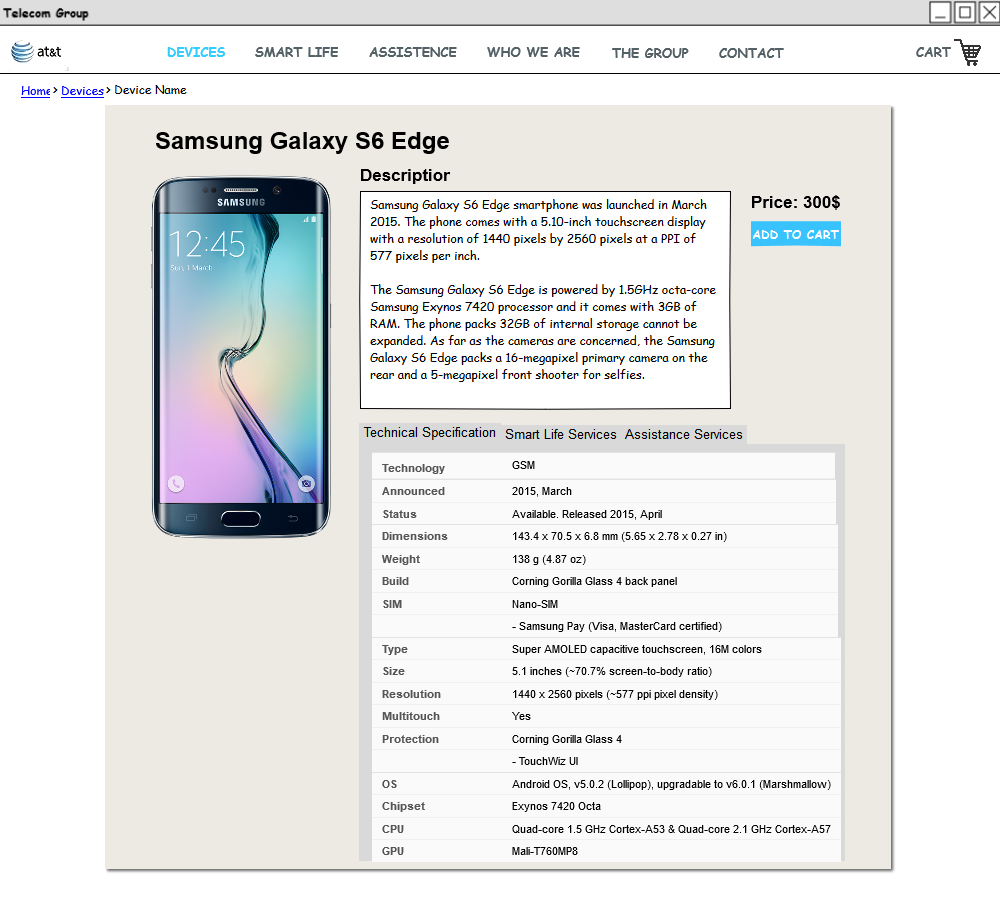 Telecom Group
at&t
DEVICES SMART LIFE ASSISTENCE WHO WE ARE THE GROUP CONTACT CART
Home > Devices > Device Name
Samsung Galaxy S6 Edge
Descriptior
SAMSUNG
12:45
Sun, 1 March
Samsung Galaxy S6 Edge smartphone was launched in March
2015. The phone comes with a 5.10-inch touchscreen display
with a resolution of 1440 pixels by 2560 pixels at a PPI of
577 pixels per inch.
The Samsung Galaxy S6 Edge is powered by 1.5GHz octa-core
Samsung Exynos 7420 processor and it comes with 3GB of
RAM. The phone packs 32GB of internal storage cannot be
expanded. As far as the cameras are concerned, the Samsung
Galaxy S6 Edge packs a 16-megapixel primary camera on the
rear and a 5-megapixel front shooter for selfies.
Price: 300$
ADD TO CART
Technical Specification Smart Life Services Assistance Services
Technology GSM
Announced 2015, March
Status Available. Released 2015, April
Dimensions 143.4 x 70.5 x 6.8 mm (5.65 x 2.78 x 0.27 in)
Weight 138 g (4.87 oz)
Build Corning Gorilla Glass 4 back panel
SIM Nano-SIM
- Samsung Pay (Visa, MasterCard certified)
Type Super AMOLED capacitive touchscreen, 16M colors
Size 5.1 inches (~70.7% screen-to-body ratio)
Resolution 1440 x 2560 pixels (~577 ppi pixel density)
Multitouch Yes
Protection Corning Gorilla Glass 4
- TouchWiz UI
OS Android OS, v5.0.2 (Lollipop), upgradable to v6.0.1 (Marshmallow)
Chipset Exynos 7420 Octa
CPU Quad-core 1.5 GHz Cortex-A53 & Quad-core 2.1 GHz Cortex-A57
GPU Mali-T760MP8